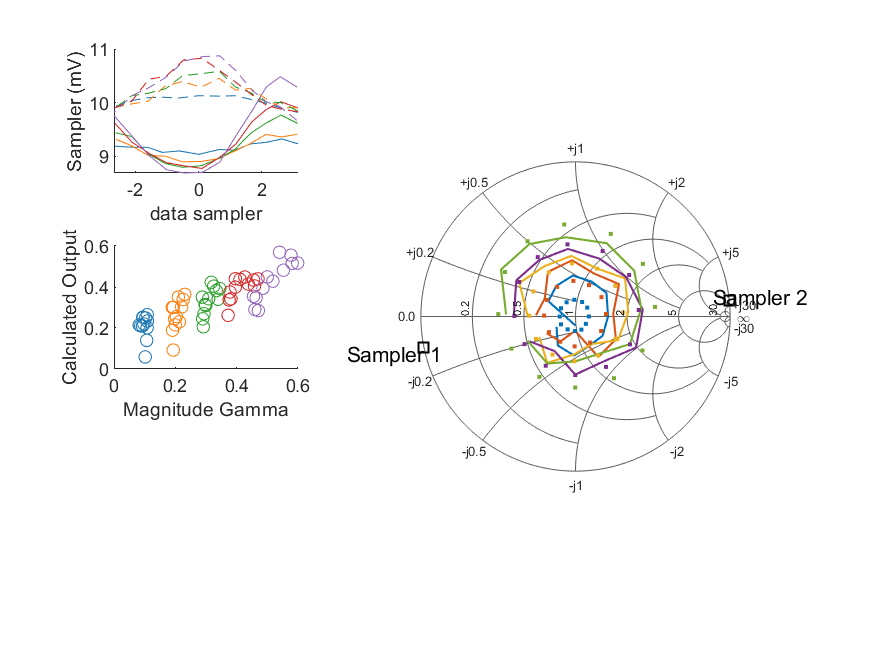 11
10
9
Sampler (mV)
-2
0
2
data sampler
0.6
0.4
0.2
0
Calculated Output
0
0.2
0.4
0.6
Magnitude Gamma
+j1
+j0.5
+j2
+j0.2
+j5
0.0
0.2
0.5
1
2
5
30
+j30
∞
-j30
Sampler 2
Sampler 1
-j0.2
-j5
-j0.5
-j2
-j1